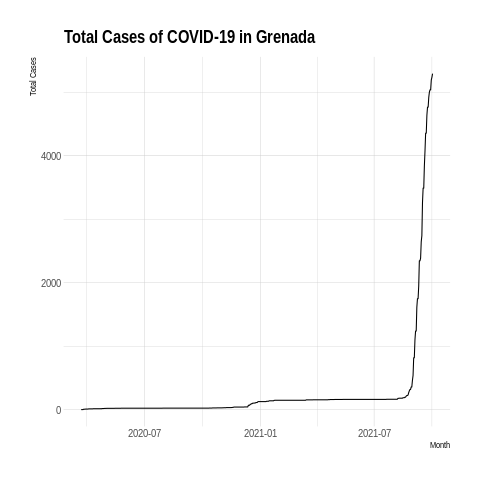 Total Cases of COVID-19 in Grenada
Total Cases
4000
2000
0
2020-07
2021-01
2021-07
Month